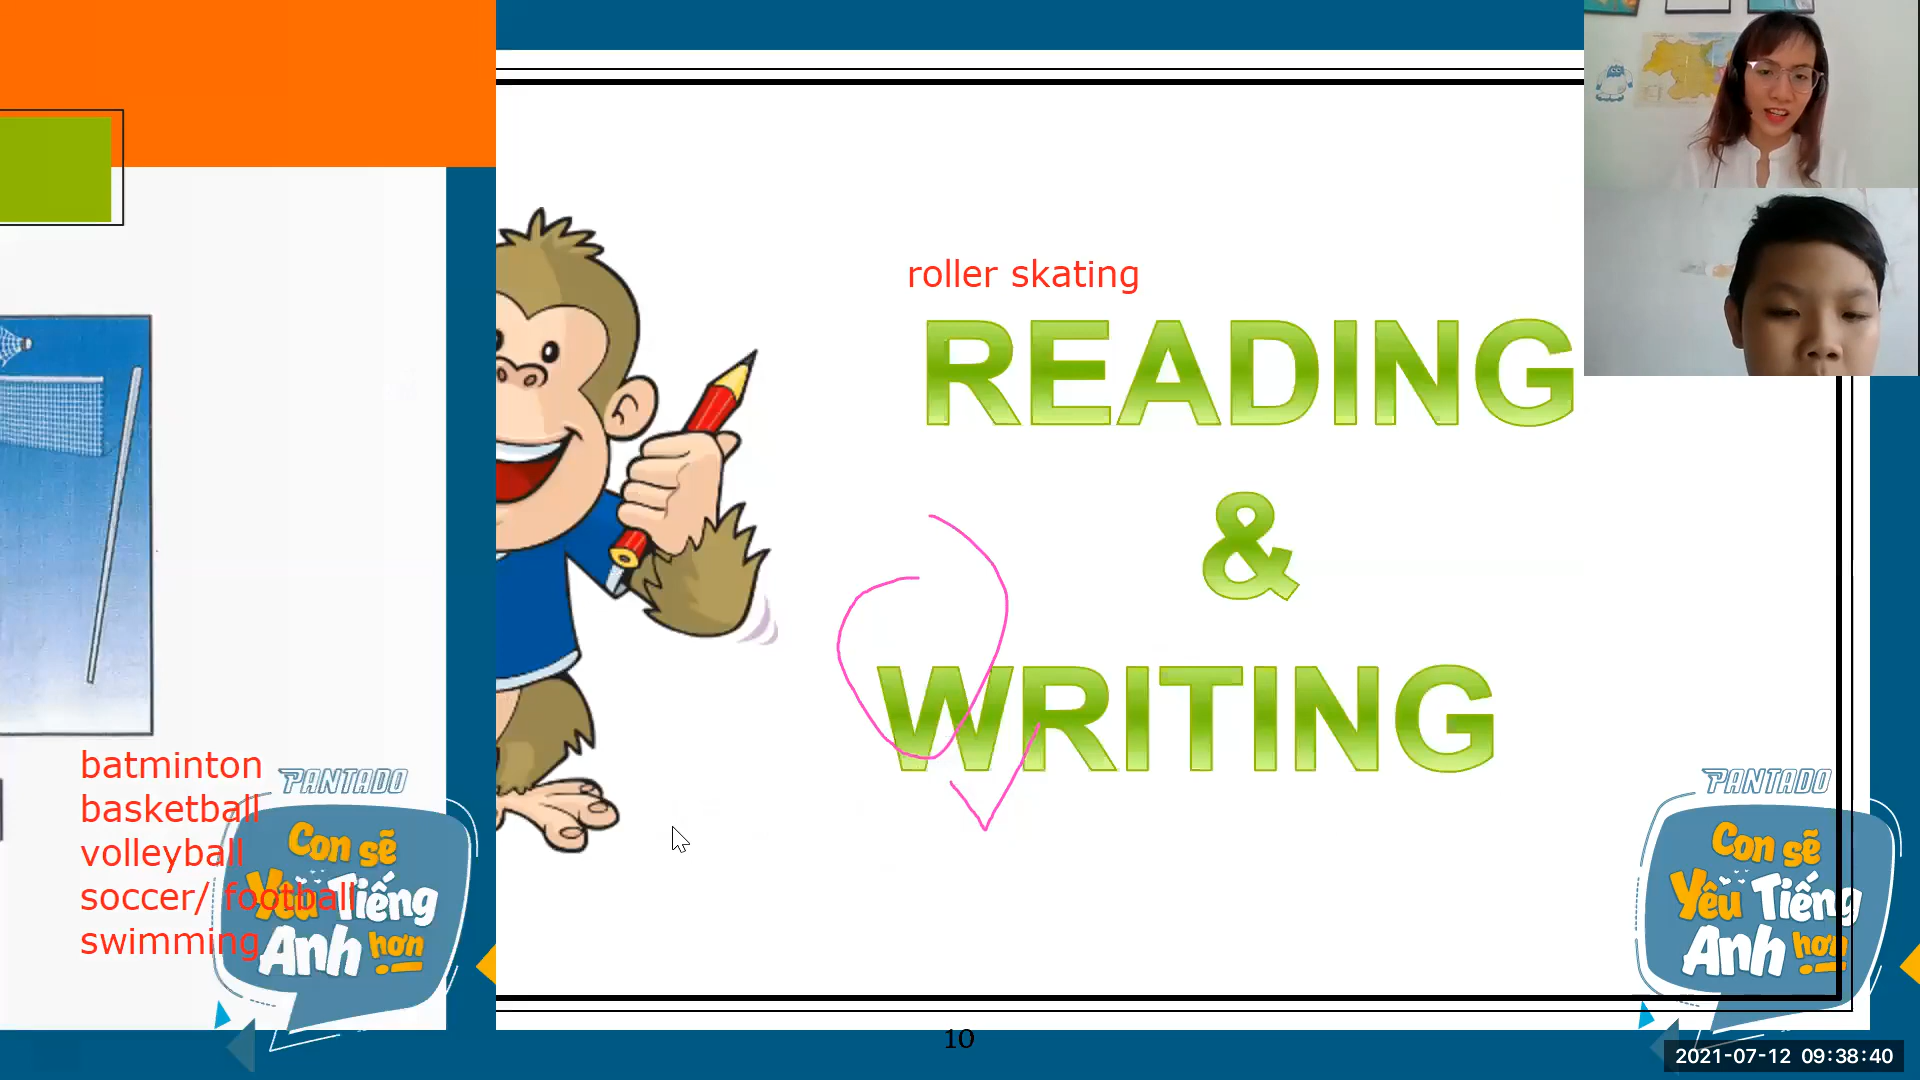 roller skating
READING
&
WRITING
batminton
basketball
volleyball
soccer/ football
swimming
PANTADO
Con sẽ
Yêu Tiếng
Anh hơn
PANTADO
Con sẽ
Yêu Tiếng
Anh hơn
10
2021-07-12 09:38:40